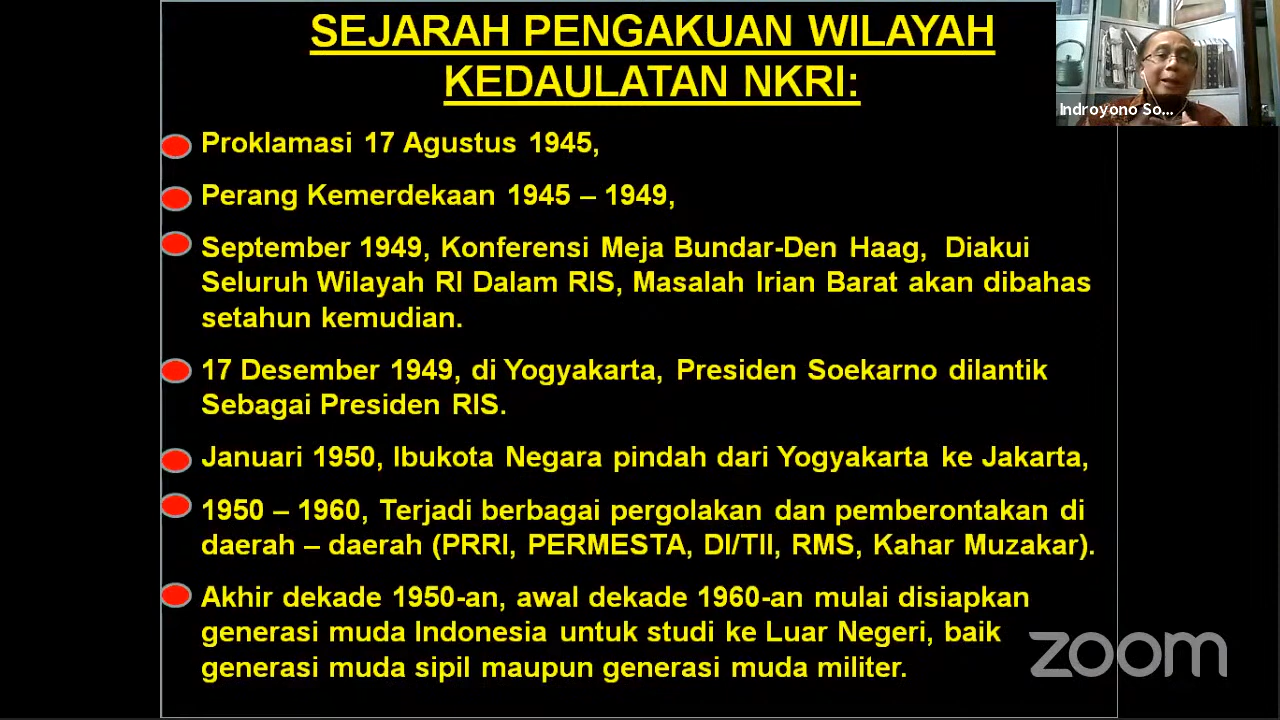 SEJARAH PENGAKUAN WILAYAH
KEDAULATAN NKRI:
Indroyono So...
Proklamasi 17 Agustus 1945,
Perang Kemerdekaan 1945 – 1949,
September 1949, Konferensi Meja Bundar-Den Haag, Diakui
Seluruh Wilayah RI Dalam RIS, Masalah Irian Barat akan dibahas
setahun kemudian.
17 Desember 1949, di Yogyakarta, Presiden Soekarno dilantik
Sebagai Presiden RIS.
Januari 1950, Ibukota Negara pindah dari Yogyakarta ke Jakarta,
1950 – 1960, Terjadi berbagai pergolakan dan pemberontakan di
daerah – daerah (PRRI, PERMESTA, DI/TII, RMS, Kahar Muzakar).
Akhir dekade 1950-an, awal dekade 1960-an mulai disiapkan
generasi muda Indonesia untuk studi ke Luar Negeri, baik
generasi muda sipil maupun generasi muda militer.
zoom